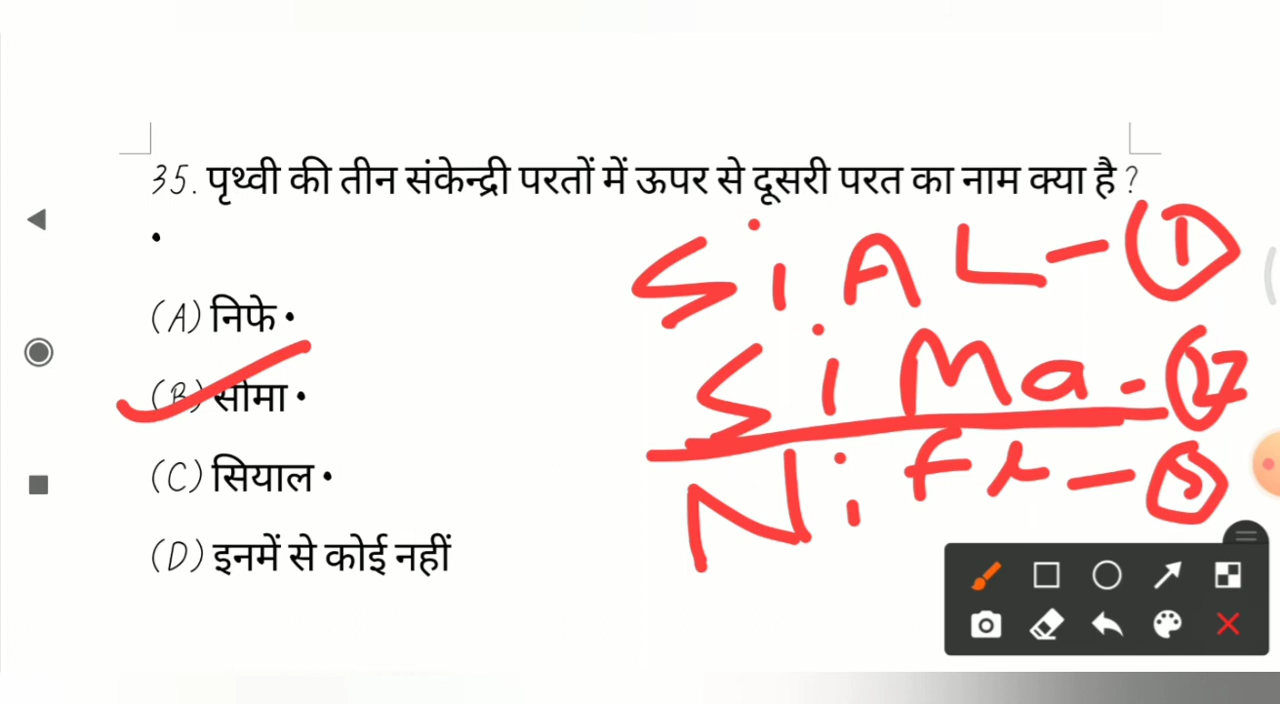 35. पृथ्वी की तीन संकेन्द्री परतों में ऊपर से दूसरी परत का नाम क्या है ?
SiAL - 1
(A) निफे •
SiMa - 2
(B) सीमा •
Nife - 3
(C) सियाल •
(D) इनमें से कोई नहीं